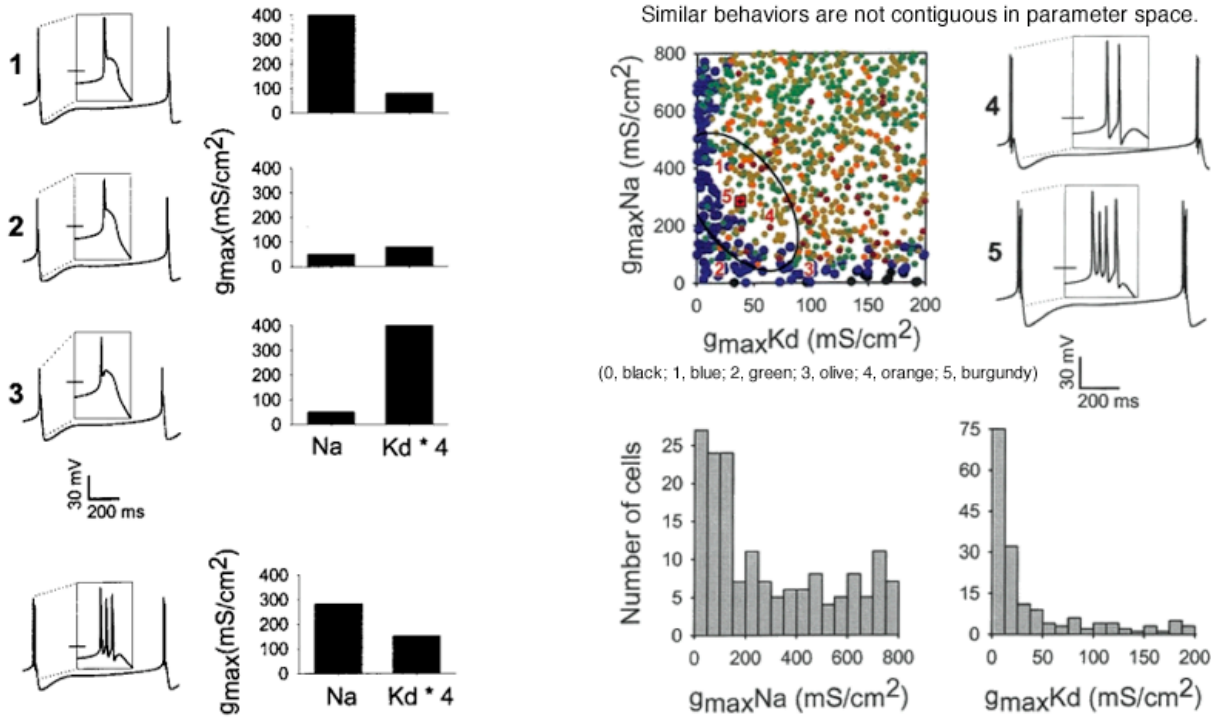 Similar behaviors are not contiguous in parameter space.
1
2
3
30 mV
200 ms
gmax(mS/cm²)
400
300
200
100
0
400
300
200
100
0
400
300
200
100
0
Na Kd * 4
gmax(mS/cm²)
400
300
200
100
0
Na Kd * 4
gmaxNa (mS/cm²)
800
600
400
200
0
1
5
4
2
3
0 50 100 150 200
gmaxKd (mS/cm²)
(0, black; 1, blue; 2, green; 3, olive; 4, orange; 5, burgundy)
4
5
30 mV
200 ms
Number of cells
25
20
15
10
5
0
0 200 400 600 800
gmaxNa (mS/cm²)
75
60
45
30
15
0
0 50 100 150 200
gmaxKd (mS/cm²)